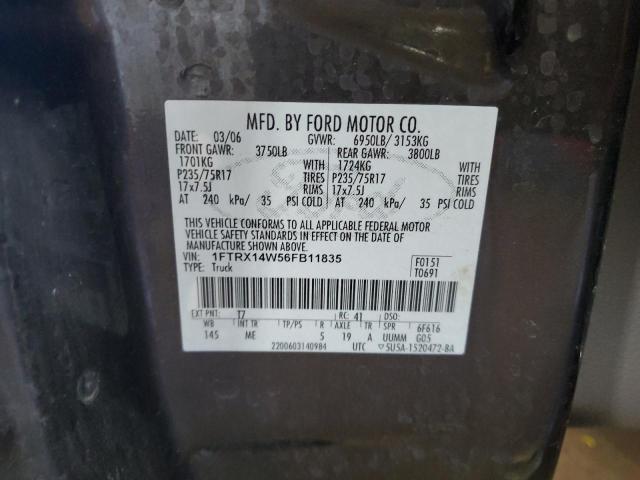 MFD. BY FORD MOTOR CO.
DATE: 03/06 GVWR: 6950LB/ 3153KG
FRONT GAWR: 3750LB REAR GAWR: 3800LB
1701KG WITH 1724KG WITH
P235/75R17 TIRES P235/75R17 TIRES
17x7.5J RIMS 17x7.5J RIMS
AT 240 kPa/ 35 PSI COLD AT 240 kPa/ 35 PSI COLD
THIS VEHICLE CONFORMS TO ALL APPLICABLE FEDERAL MOTOR
VEHICLE SAFETY STANDARDS IN EFFECT ON THE DATE OF
MANUFACTURE SHOWN ABOVE.
VIN: 1FTRX14W56FB11835 F0151
TYPE: Truck T0691
EXT PNT: T7 RC: 41 DSO:
WB INT TR TP/PS R AXLE TR SPR 6F616
145 ME 5 19 A UUMM G05
2200603140984 UTC 5U5A-1520472-BA